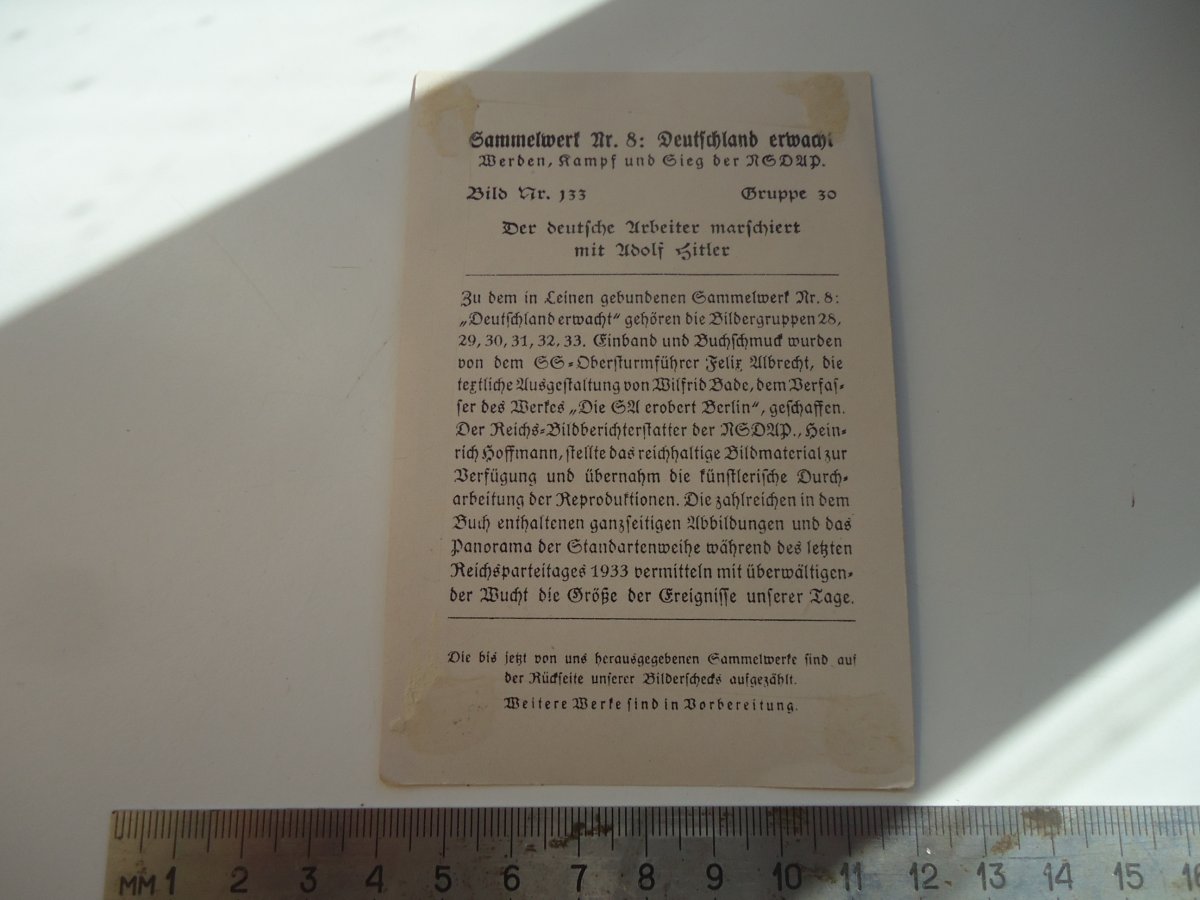 Sammelwerk Nr. 8: Deutschland erwacht
Werden, Kampf und Sieg der NSDAP.
Bild Nr. 133 Gruppe 30
Der deutsche Arbeiter marschiert
mit Adolf Hitler
Zu dem in Leinen gebundenen Sammelwerk Nr. 8:
„Deutschland erwacht“ gehören die Bildergruppen 28,
29, 30, 31, 32, 33. Einband und Buchschmuck wurden
von dem SS-Obersturmführer Felix Albrecht, die
textliche Ausgestaltung von Wilfrid Bade, dem Verfas-
ser des Werkes „Die SA erobert Berlin“, geschaffen.
Der Reichs-Bildberichterstatter der NSDAP., Hein-
rich Hoffmann, stellte das reichhaltige Bildmaterial zur
Verfügung und übernahm die künstlerische Durch-
arbeitung der Reproduktionen. Die zahlreichen in dem
Buch enthaltenen ganzseitigen Abbildungen und das
Panorama der Standartenweihe während des letzten
Reichsparteitages 1933 vermitteln mit überwältigen-
der Wucht die Größe der Ereignisse unserer Tage.
Die bis jetzt von uns herausgegebenen Sammelwerke sind auf
der Rückseite unserer Bilderschecks aufgezählt.
Weitere Werke sind in Vorbereitung.
MM 1 2 3 4 5 6 7 8 9 10 11 12 13 14 15 16